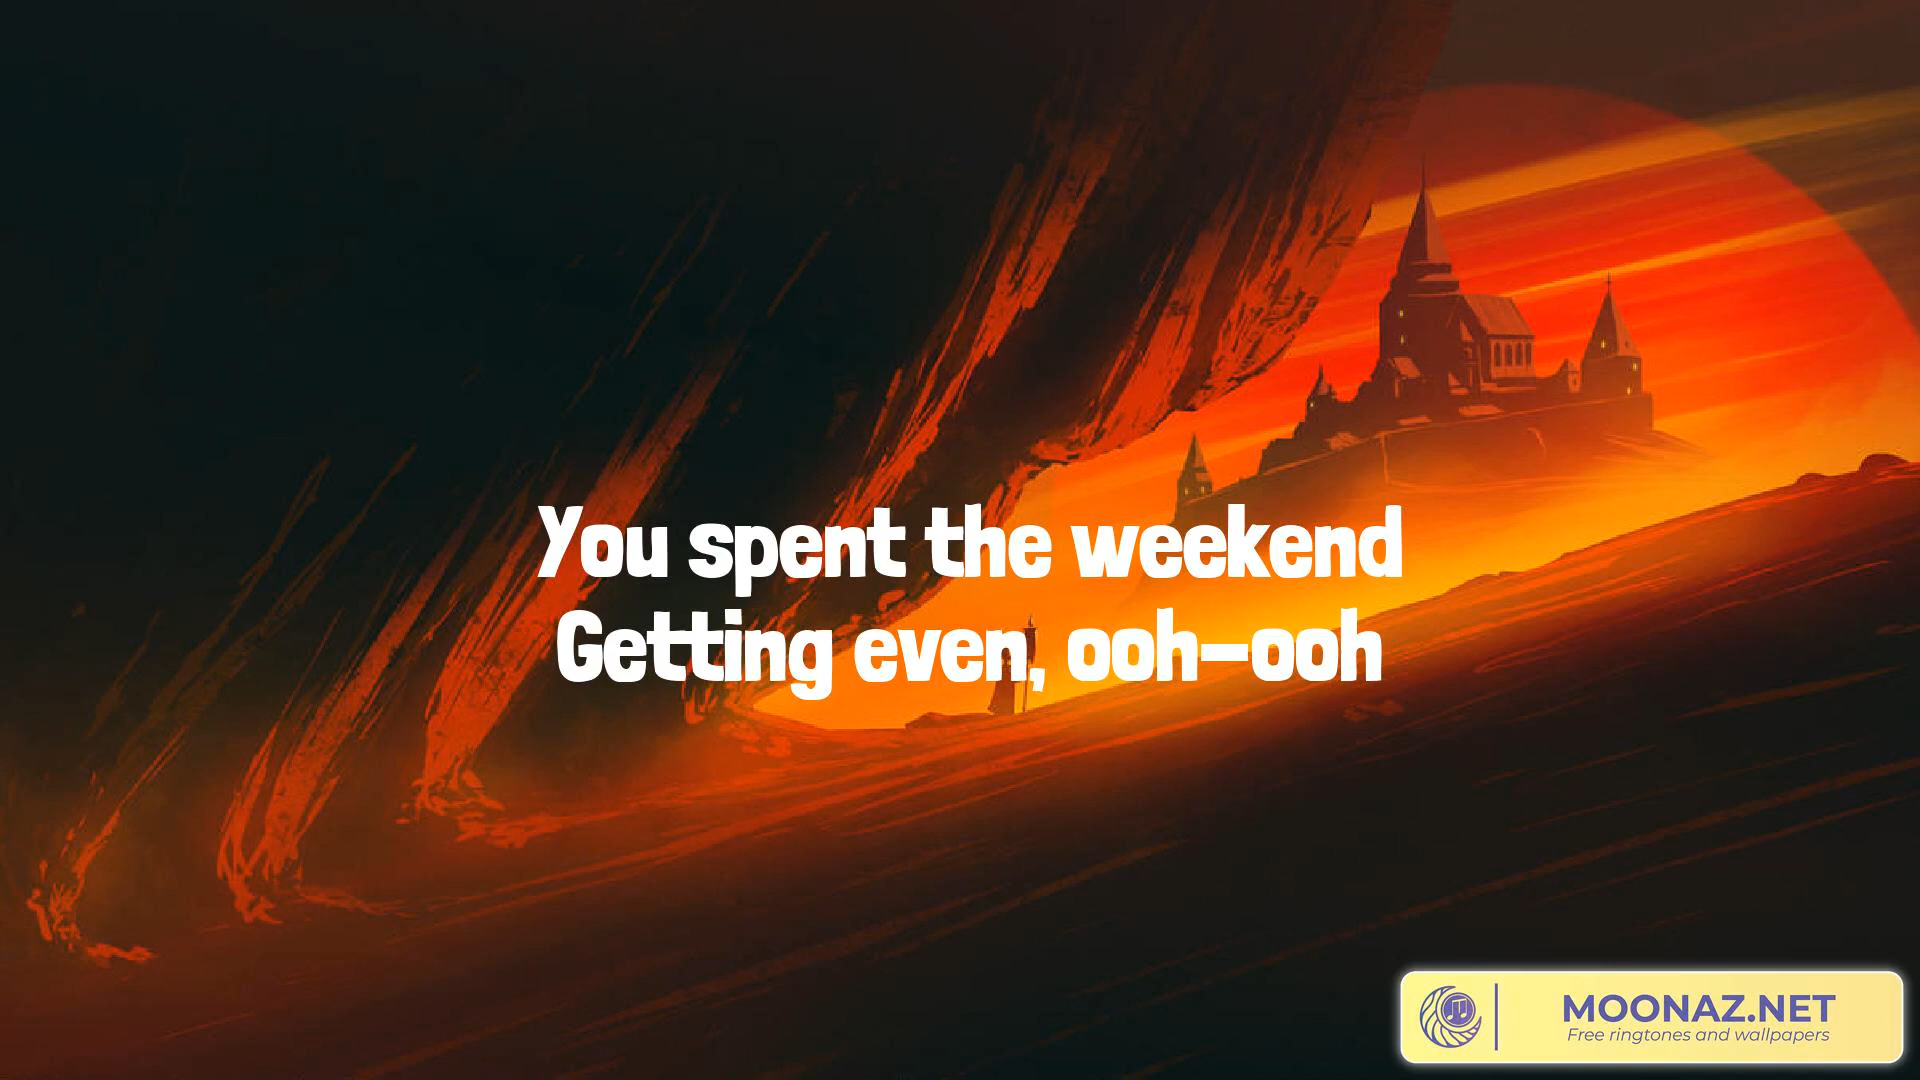 You spent the weekend
Getting even, ooh-ooh
MOONAZ.NET
Free ringtones and wallpapers